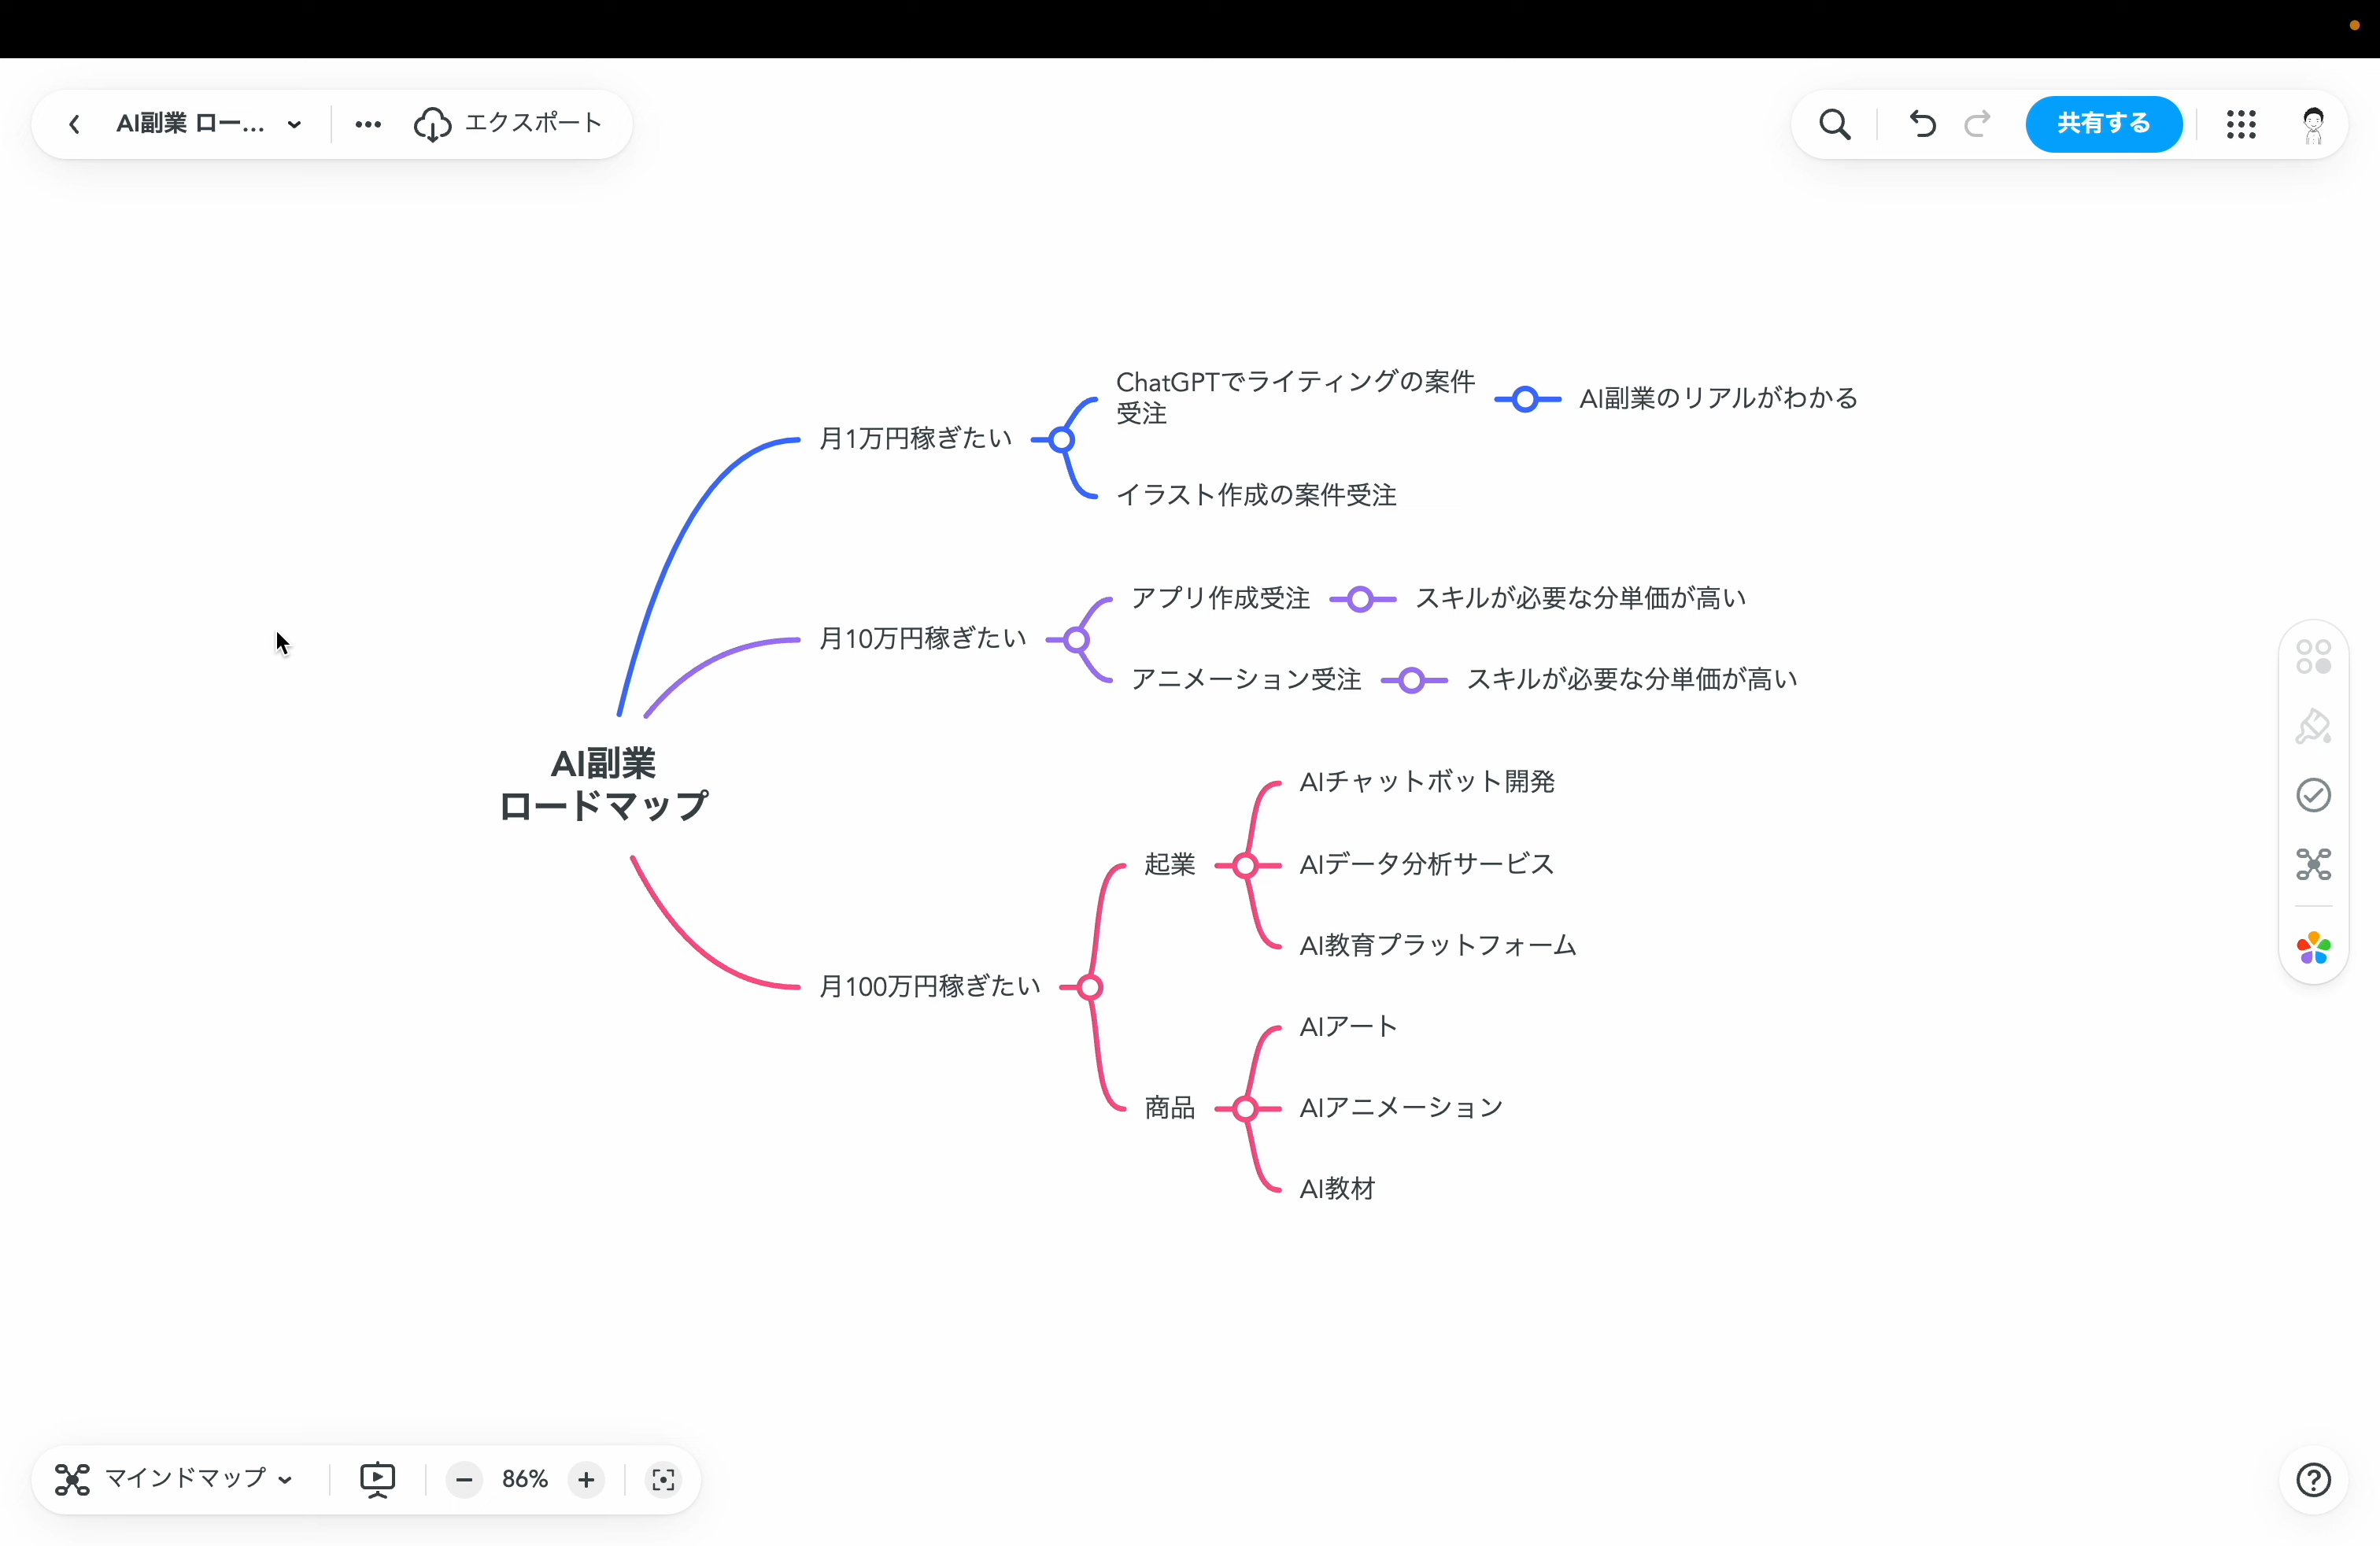 AI副業 ロー...
エクスポート
共有する
ChatGPTでライティングの案件
受注
AI副業のリアルがわかる
月1万円稼ぎたい
イラスト作成の案件受注
アプリ作成受注
スキルが必要な分単価が高い
月10万円稼ぎたい
アニメーション受注
スキルが必要な分単価が高い
AI副業
ロードマップ
AIチャットボット開発
起業
AIデータ分析サービス
AI教育プラットフォーム
月100万円稼ぎたい
AIアート
商品
AIアニメーション
AI教材
マインドマップ
86%